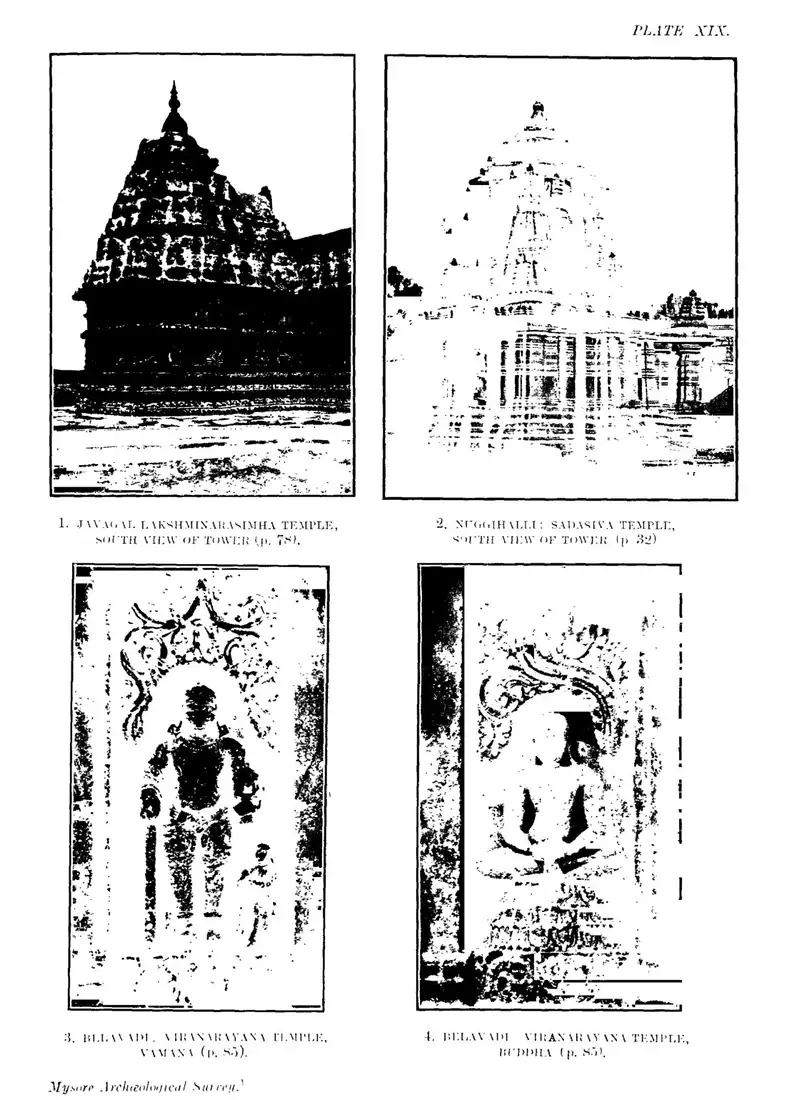 PLATE XIX.
1. JAVAGAL LAKSHMINARASIMHA TEMPLE,
SOUTH VIEW OF TOWER (p. 78).
2. NUGGIHALLI: SADASIVA TEMPLE,
SOUTH VIEW OF TOWER (p 32)
3. BELAVADI. VIRANARAYANA TEMPLE,
VAMANA (p. 85).
4. BELAVADI VIRANARAYANA TEMPLE,
BUDDHA (p. 85).
Mysore Archæological Survey.